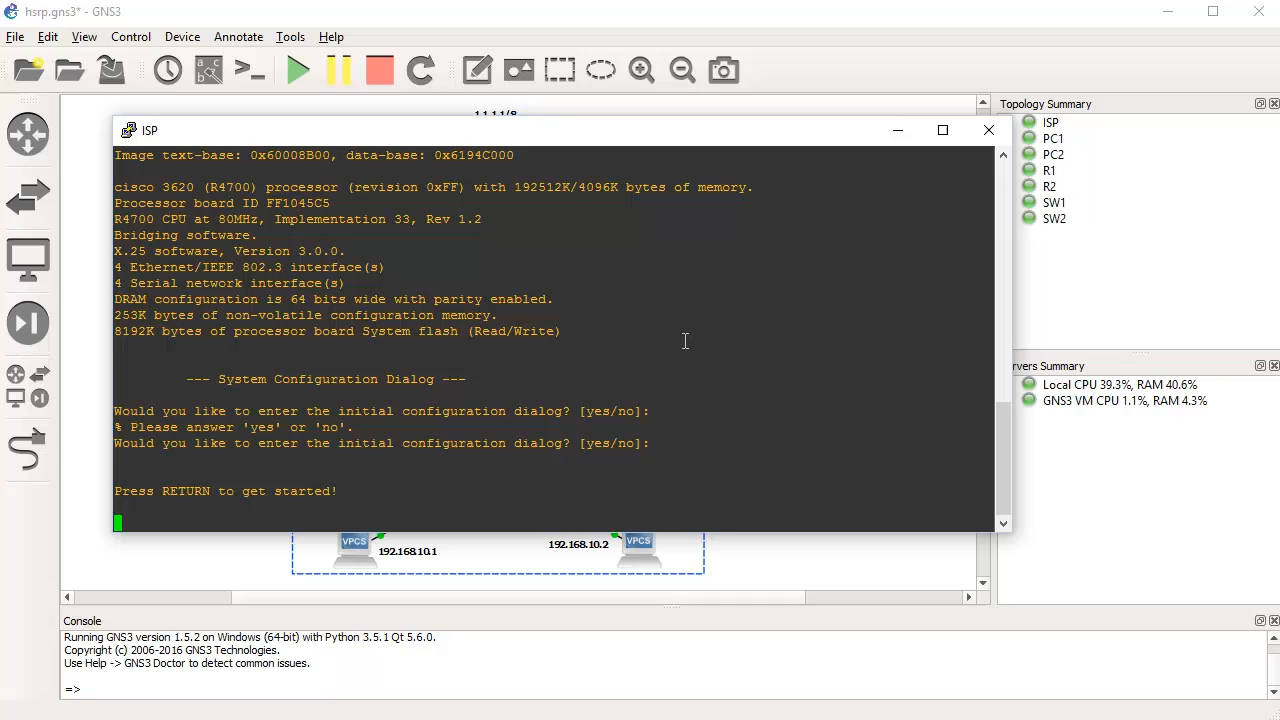 hsrp.gns3* - GNS3
File Edit View Control Device Annotate Tools Help
Topology Summary
ISP
ISP
PC1
PC2
R1
R2
SW1
SW2
Image text-base: 0x60008B00, data-base: 0x6194C000
cisco 3620 (R4700) processor (revision 0xFF) with 192512K/4096K bytes of memory.
Processor board ID FF1045C5
R4700 CPU at 80MHz, Implementation 33, Rev 1.2
Bridging software.
X.25 software, Version 3.0.0.
4 Ethernet/IEEE 802.3 interface(s)
4 Serial network interface(s)
DRAM configuration is 64 bits wide with parity enabled.
253K bytes of non-volatile configuration memory.
8192K bytes of processor board System flash (Read/Write)
--- System Configuration Dialog ---
Would you like to enter the initial configuration dialog? [yes/no]:
% Please answer 'yes' or 'no'.
Would you like to enter the initial configuration dialog? [yes/no]:
Press RETURN to get started!
rvers Summary
Local CPU 39.3%, RAM 40.6%
GNS3 VM CPU 1.1%, RAM 4.3%
VPCS
192.168.10.1
192.168.10.2
VPCS
Console
Running GNS3 version 1.5.2 on Windows (64-bit) with Python 3.5.1 Qt 5.6.0.
Copyright (c) 2006-2016 GNS3 Technologies.
Use Help -> GNS3 Doctor to detect common issues.
=>